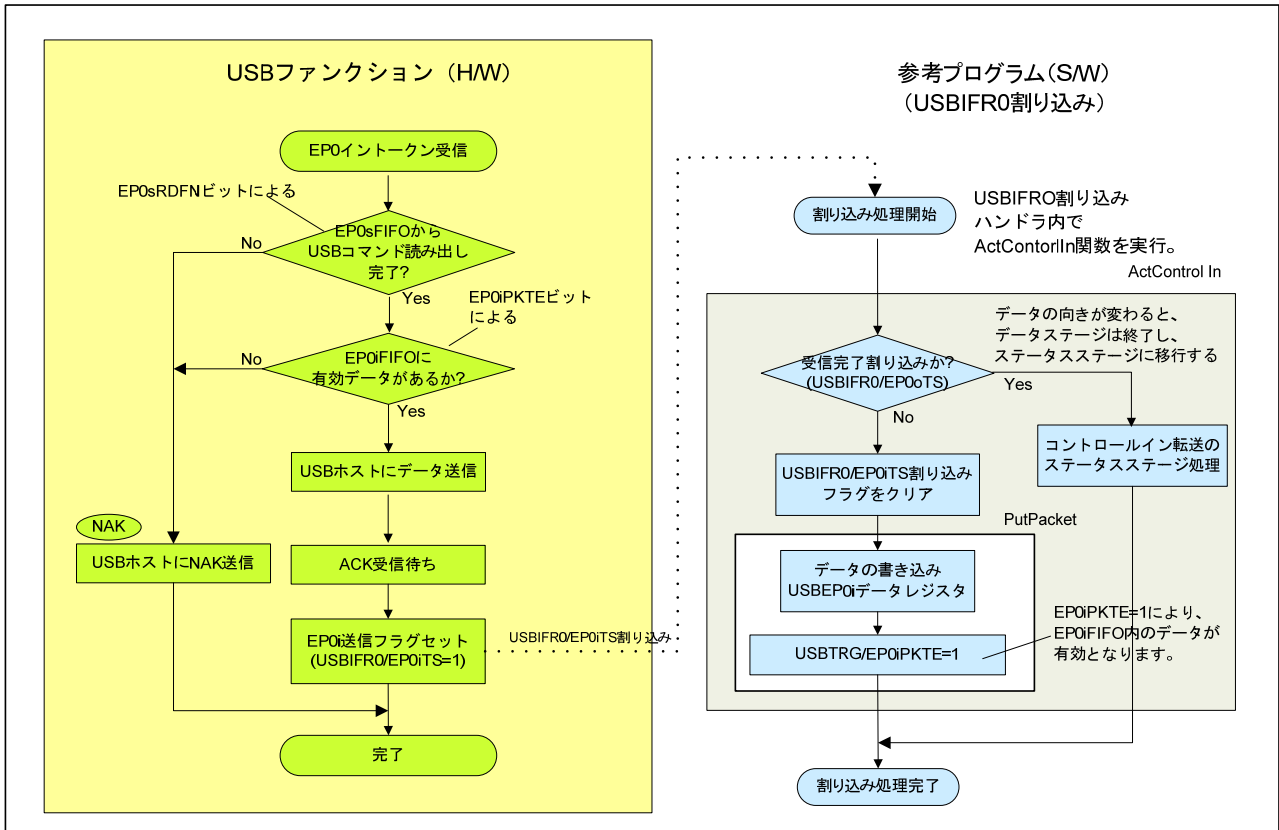 USBファンクション（H/W）
EP0イントークン受信
EP0sRDFNビットによる
EP0sFIFOから
USBコマンド読み出し
完了?
No
Yes
EP0iPKTEビット
による
EP0iFIFOに
有効データがあるか?
No
Yes
USBホストにデータ送信
NAK
USBホストにNAK送信
ACK受信待ち
EP0i送信フラグセット
(USBIFR0/EP0iTS=1)
USBIFR0/EP0iTS割り込み
完了
参考プログラム(S/W)
（USBIFR0割り込み）
割り込み処理開始
USBIFRO割り込み
ハンドラ内で
ActContorlIn関数を実行。
ActControl In
データの向きが変わると、
データステージは終了し、
ステータスステージに移行する
受信完了割り込みか?
(USBIFR0/EP0oTS)
Yes
No
コントロールイン転送の
ステータスステージ処理
USBIFR0/EP0iTS割り込み
フラグをクリア
PutPacket
データの書き込み
USBEP0iデータレジスタ
USBTRG/EP0iPKTE=1
EP0iPKTE=1により、
EP0iFIFO内のデータが
有効となります。
割り込み処理完了